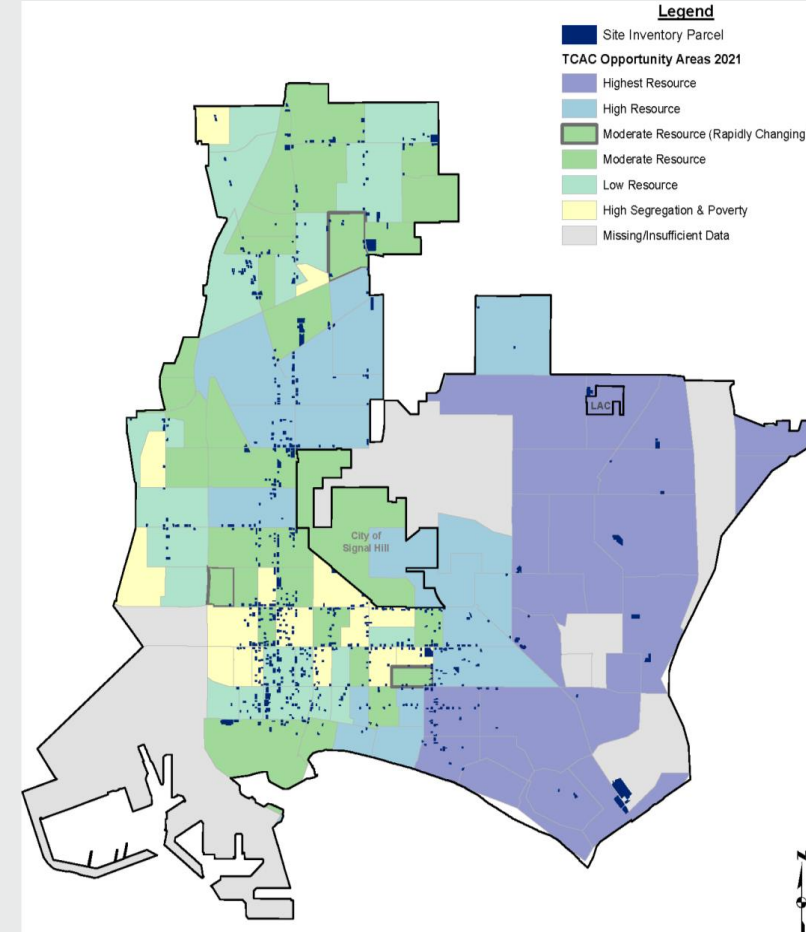 Legend
Site Inventory Parcel
TCAC Opportunity Areas 2021
Highest Resource
High Resource
Moderate Resource (Rapidly Changing
Moderate Resource
Low Resource
High Segregation & Poverty
Missing/Insufficient Data
LAC
City of
Signal Hill
N